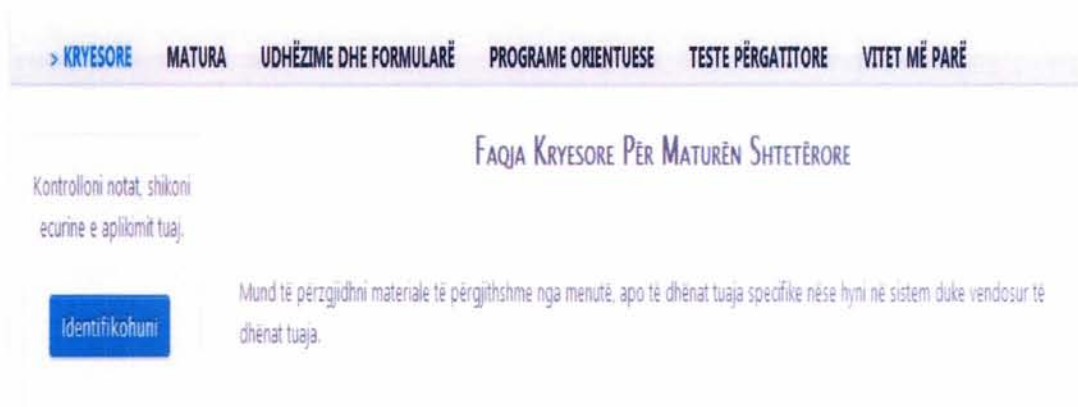 > KRYESORE MATURA UDHËZIME DHE FORMULARË PROGRAME ORIENTUESE TESTE PËRGATITORE VITET MË PARË
FAQJA KRYESORE PËR MATURËN SHTETËRORE
Kontrolloni notat, shikoni
ecurine e aplikimit tuaj.
Identifikohuni
Mund të përzgjidhni materiale të përgjithshme nga menutë, apo të dhënat tuaja specifike nëse hyni në sistem duke vendosur të
dhënat tuaja.